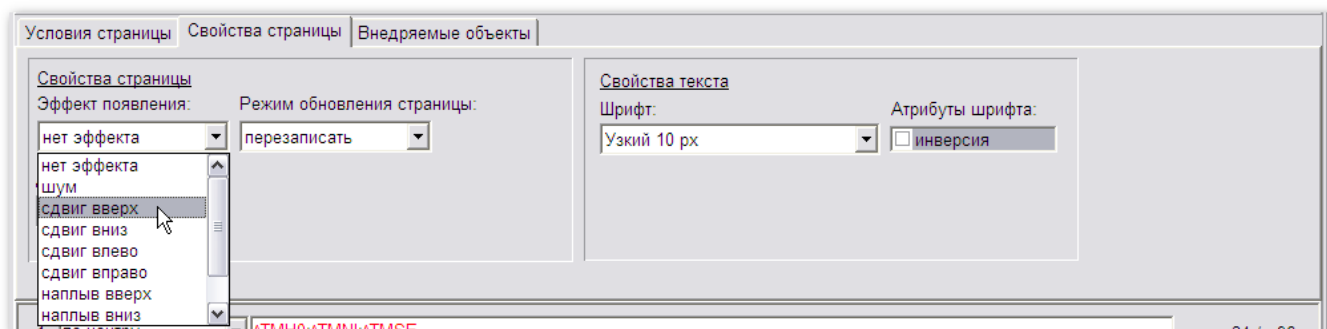 Условия страницы Свойства страницы Внедряемые объекты
Свойства страницы
Эффект появления: Режим обновления страницы:
нет эффекта перезаписать
нет эффекта
шум
сдвиг вверх
сдвиг вниз
сдвиг влево
сдвиг вправо
наплыв вверх
наплыв вниз
Свойства текста
Шрифт: Атрибуты шрифта:
Узкий 10 px инверсия